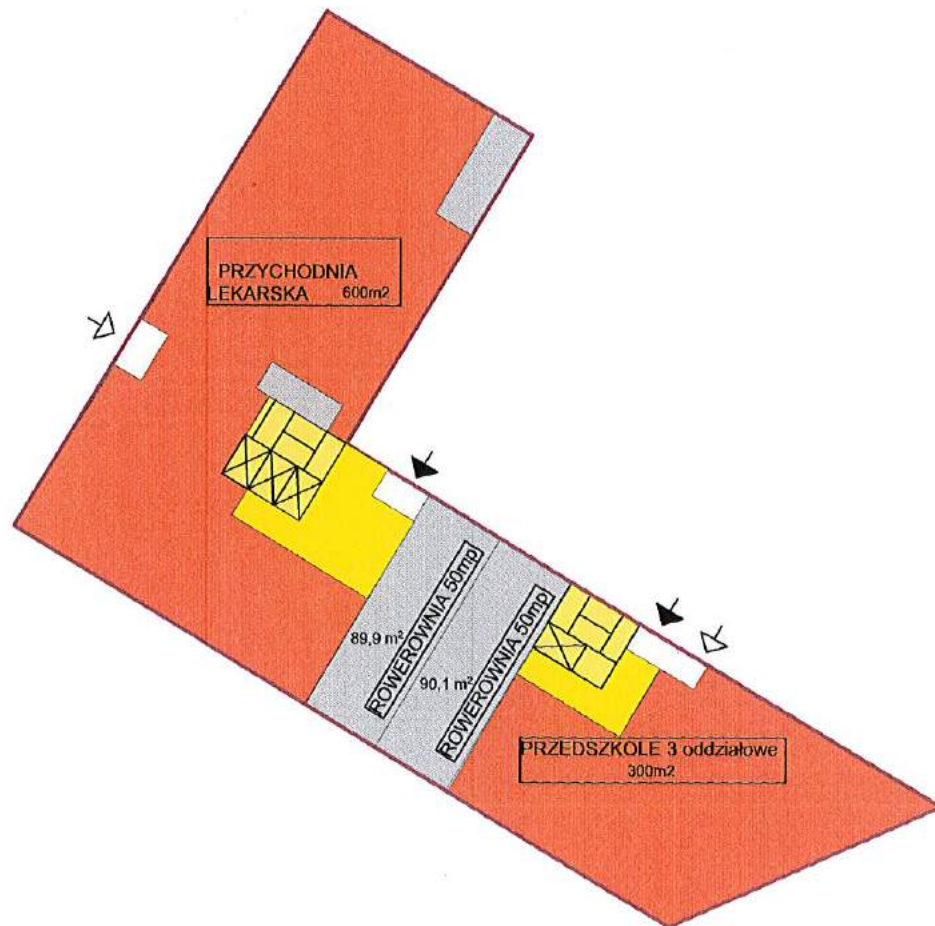 PRZYCHODNIA
LEKARSKA 600m2
ROWEROWNIA 50mp
89,9 m²
ROWEROWNIA 50mp
90,1 m²
PRZEDSZKOLE 3 oddziałowe
300m2